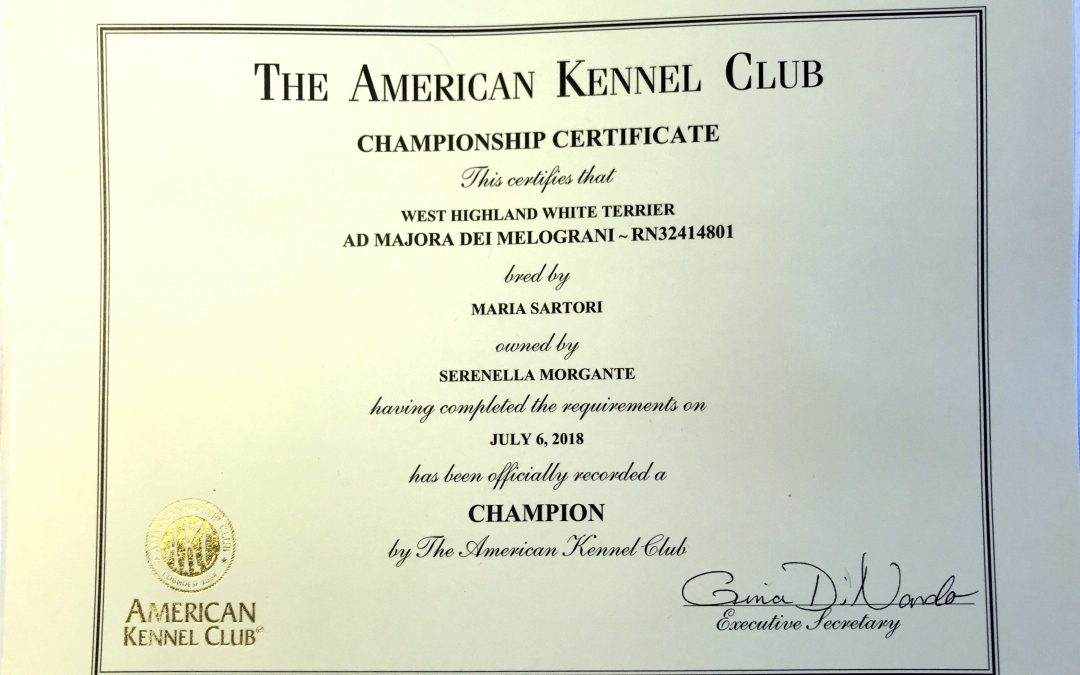 THE AMERICAN KENNEL CLUB
CHAMPIONSHIP CERTIFICATE
This certifies that
WEST HIGHLAND WHITE TERRIER
AD MAJORA DEI MELOGRANI ~ RN32414801
bred by
MARIA SARTORI
owned by
SERENELLA MORGANTE
having completed the requirements on
JULY 6, 2018
has been officially recorded a
CHAMPION
by The American Kennel Club
AKC
AMERICAN
KENNEL CLUB
Gina DiNardo
Executive Secretary